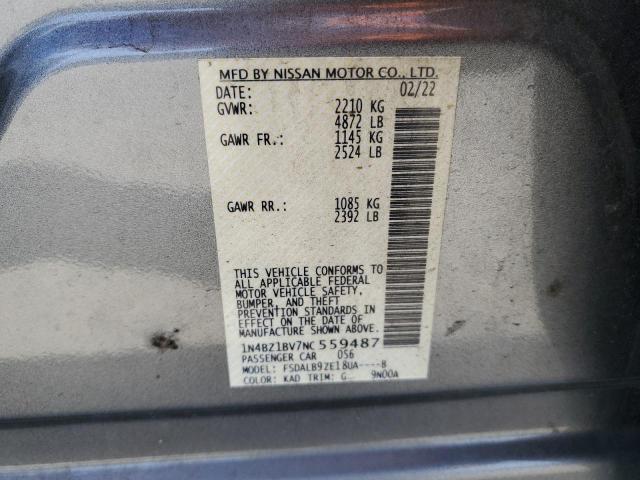 MFD BY NISSAN MOTOR CO., LTD.
DATE: 02/22
GVWR: 2210 KG
4872 LB
GAWR FR.: 1145 KG
2524 LB
GAWR RR.: 1085 KG
2392 LB
THIS VEHICLE CONFORMS TO
ALL APPLICABLE FEDERAL
MOTOR VEHICLE SAFETY,
BUMPER, AND THEFT
PREVENTION STANDARDS IN
EFFECT ON THE DATE OF
MANUFACTURE SHOWN ABOVE.
1N4BZ1BV7NC559487
PASSENGER CAR 056
MODEL: FSDALB9ZE18UA----B
COLOR: KAD TRIM: G 9N00A